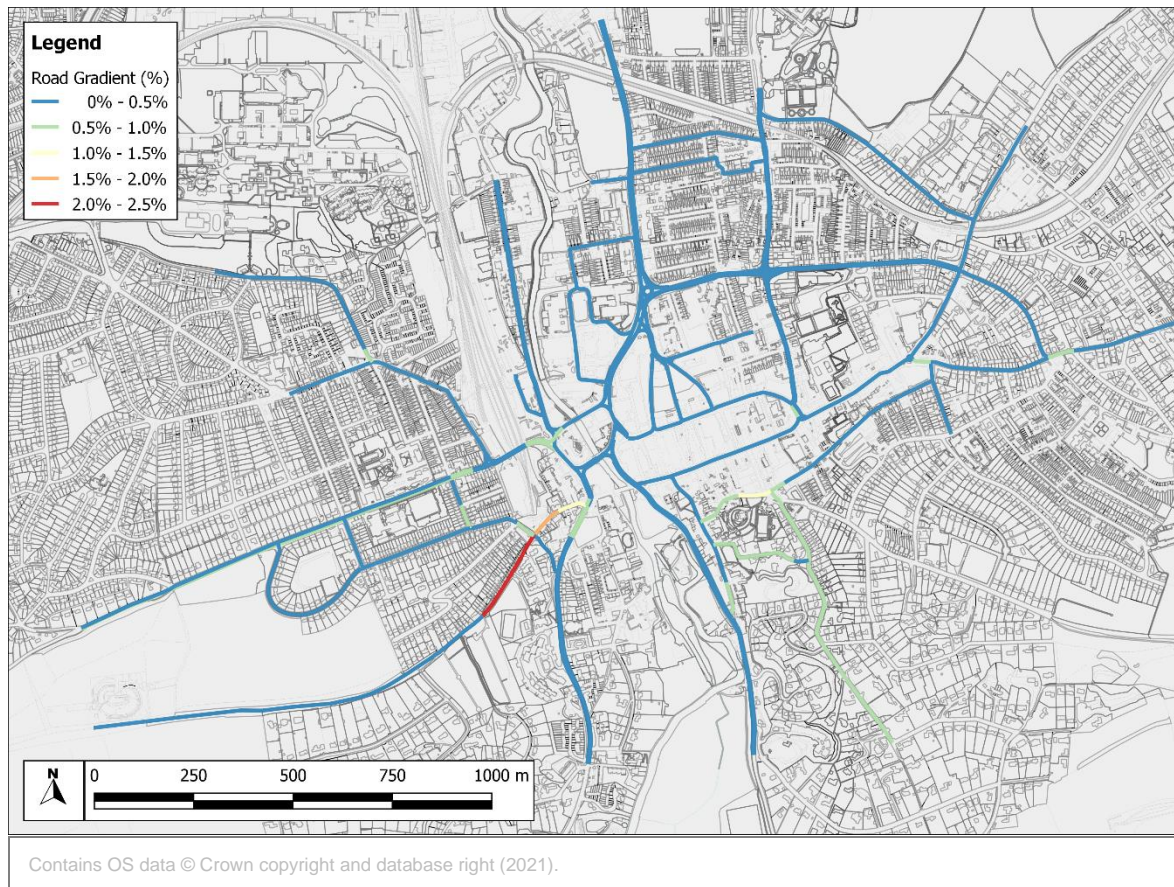 Legend
Road Gradient (%)
0% - 0.5%
0.5% - 1.0%
1.0% - 1.5%
1.5% - 2.0%
2.0% - 2.5%
N
0 250 500 750 1000 m
Contains OS data © Crown copyright and database right (2021).